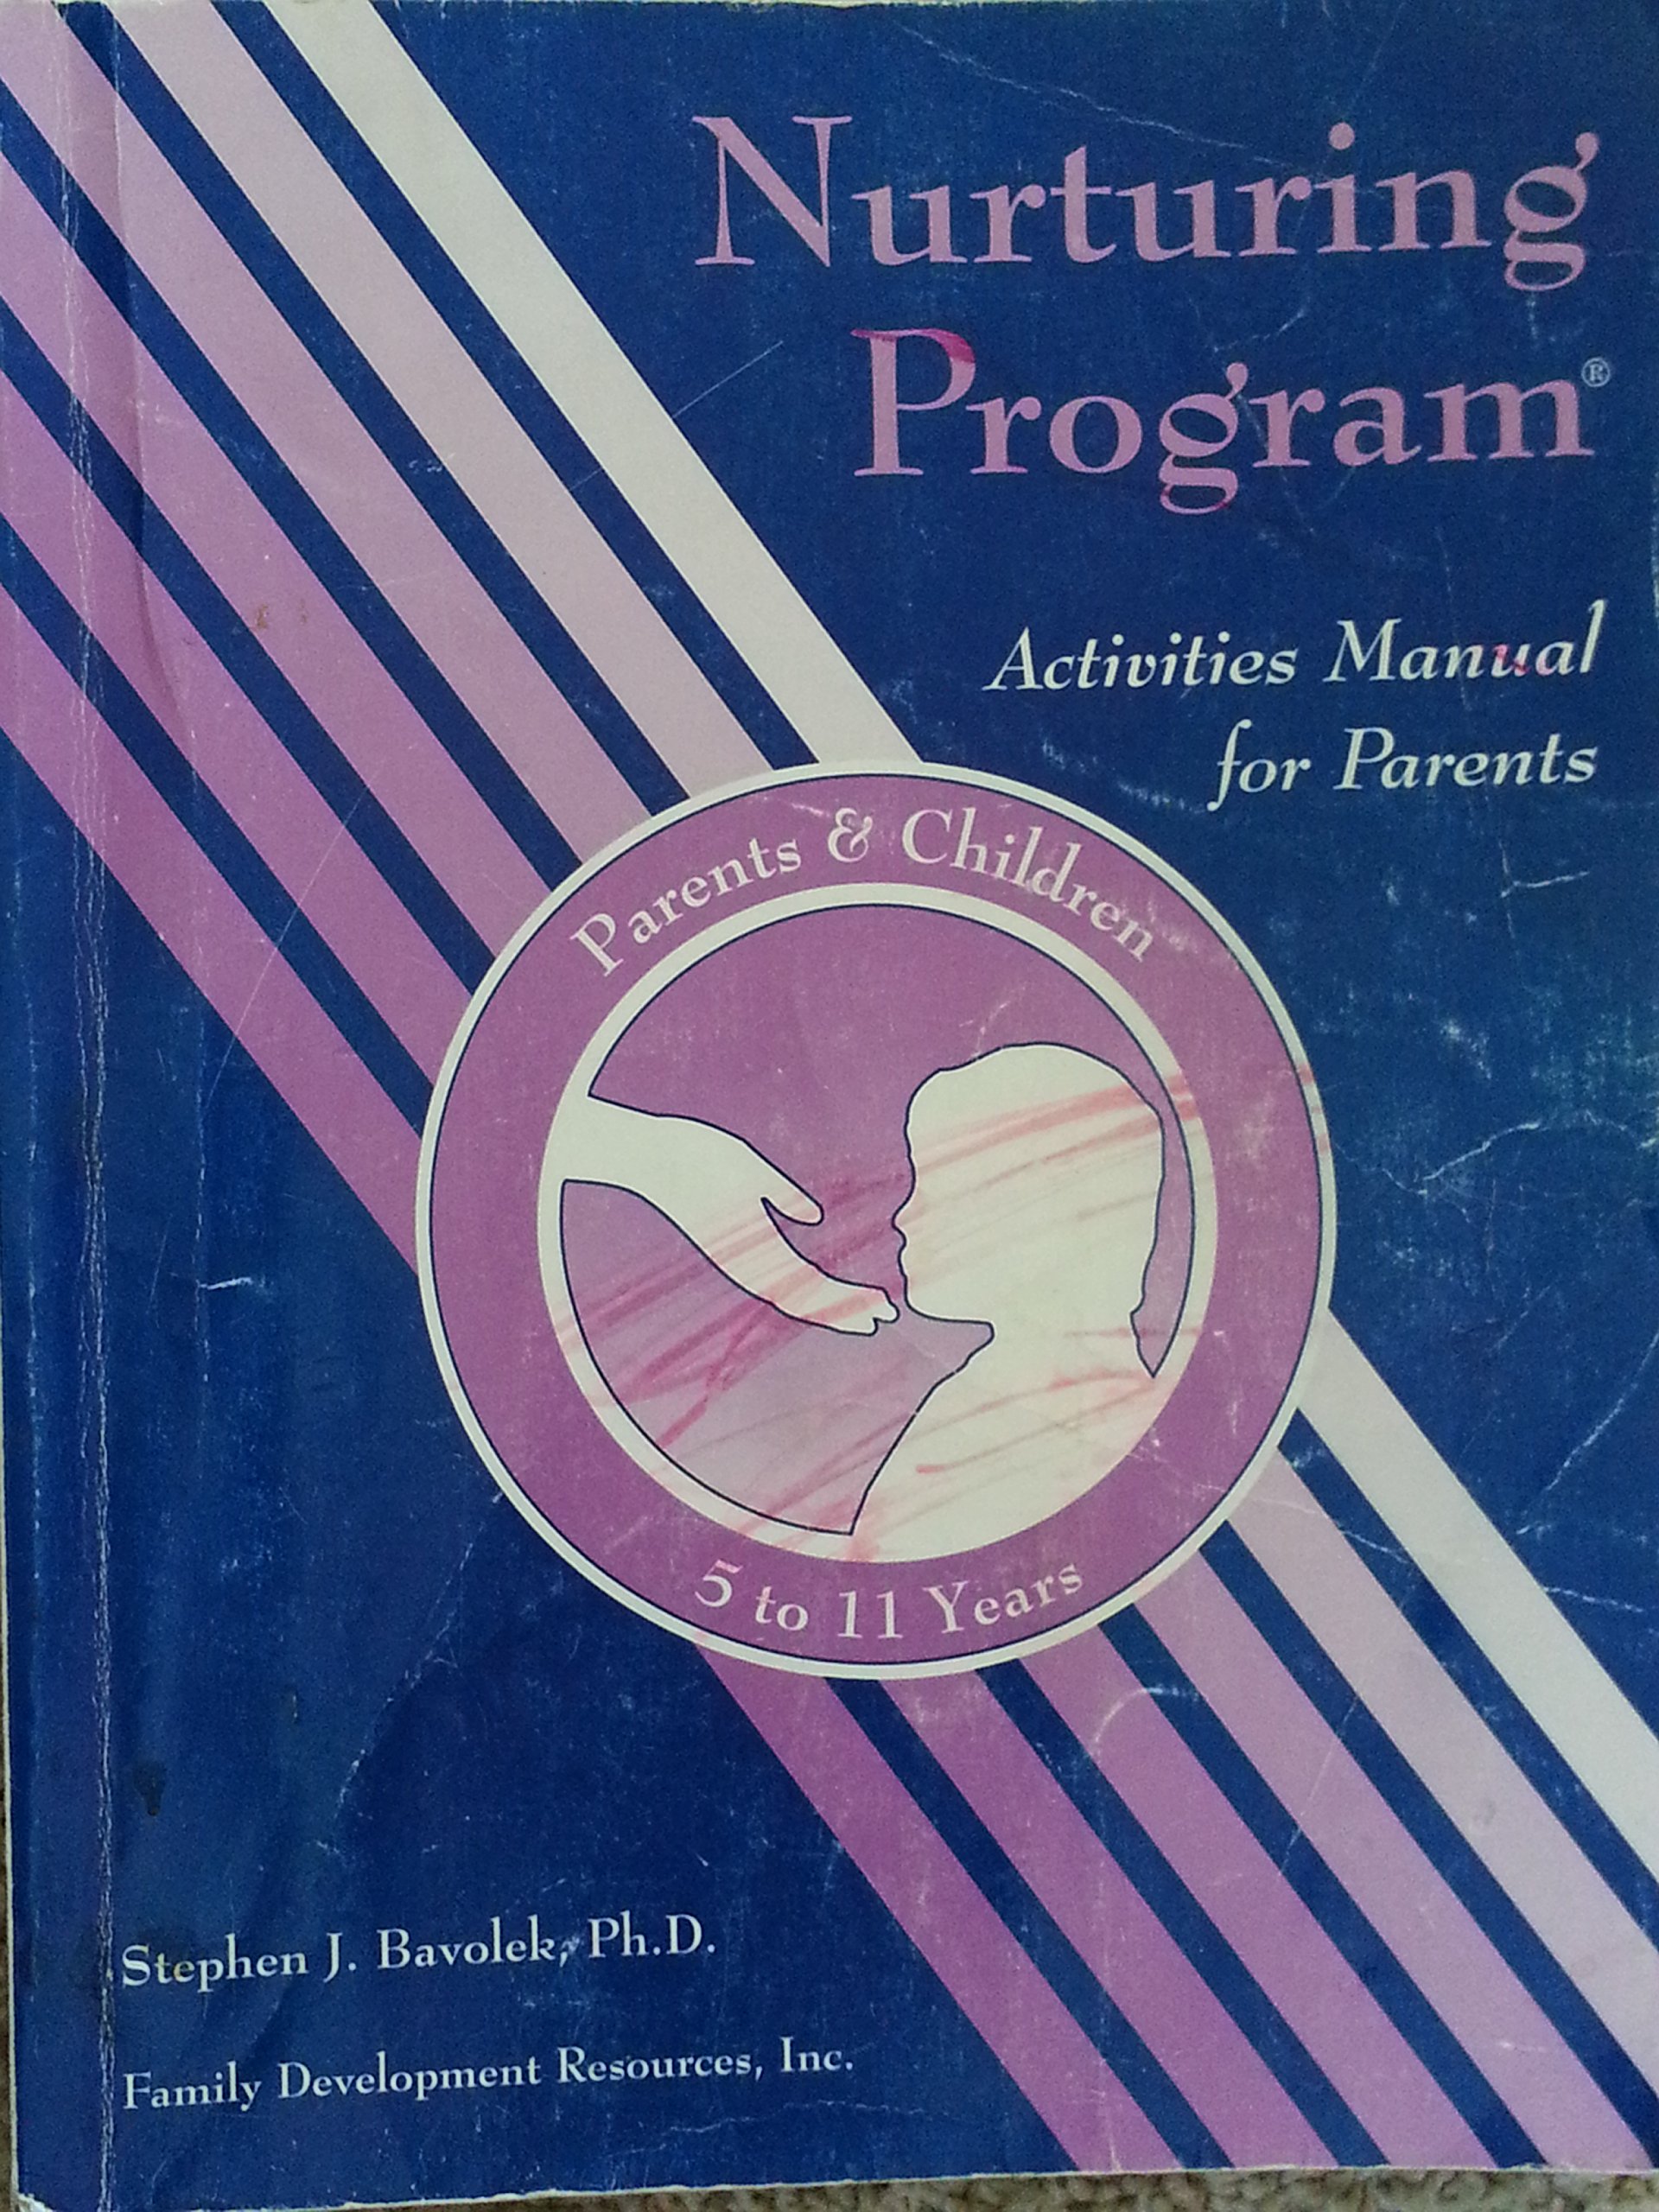 Nurturing
Program®
Activities Manual
for Parents
Parents & Children
5 to 11 Years
Stephen J. Bavolek, Ph.D.
Family Development Resources, Inc.